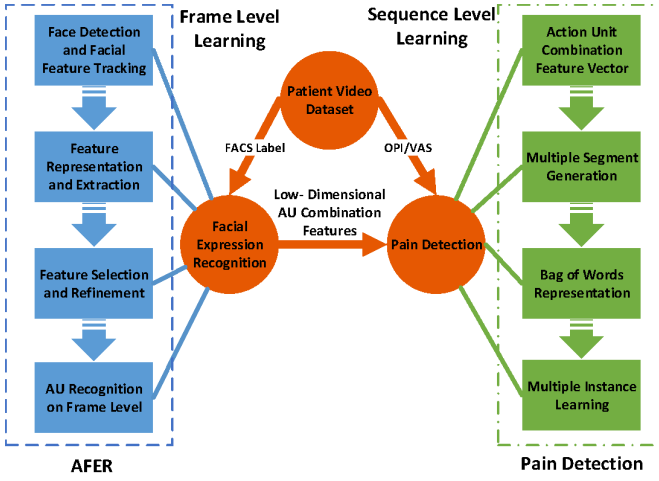 Frame Level
Learning
Sequence Level
Learning
Face Detection
and Facial
Feature Tracking
Feature
Representation
and Extraction
Feature Selection
and Refinement
AU Recognition
on Frame Level
AFER
Patient Video
Dataset
FACS Label
OPI/VAS
Low- Dimensional
AU Combination
Features
Facial
Expression
Recognition
Pain Detection
Action Unit
Combination
Feature Vector
Multiple Segment
Generation
Bag of Words
Representation
Multiple Instance
Learning
Pain Detection